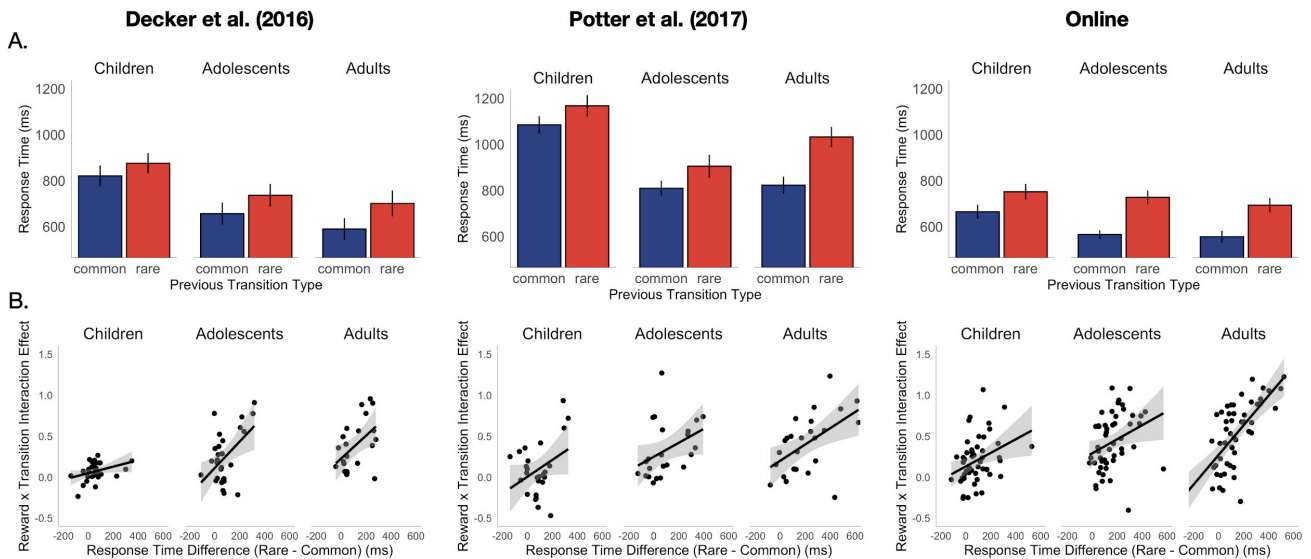 Decker et al. (2016)
Potter et al. (2017)
Online
A.
Children Adolescents Adults
Response Time (ms)
1200
1000
800
600
common rare common rare common rare
Previous Transition Type
Children Adolescents Adults
Response Time (ms)
1200
1000
800
600
common rare common rare common rare
Previous Transition Type
Children Adolescents Adults
Response Time (ms)
1200
1000
800
600
common rare common rare common rare
Previous Transition Type
B.
Children Adolescents Adults
Reward x Transition Interaction Effect
1.5
1.0
0.5
0.0
-0.5
-200 0 200 400 600 -200 0 200 400 600 -200 0 200 400 600
Response Time Difference (Rare - Common) (ms)
Children Adolescents Adults
Reward x Transition Interaction Effect
1.5
1.0
0.5
0.0
-0.5
-200 0 200 400 600 -200 0 200 400 600 -200 0 200 400 600
Response Time Difference (Rare - Common) (ms)
Children Adolescents Adults
Reward x Transition Interaction Effect
1.5
1.0
0.5
0.0
-0.5
-200 0 200 400 600 -200 0 200 400 600 -200 0 200 400 600
Response Time Difference (Rare - Common) (ms)